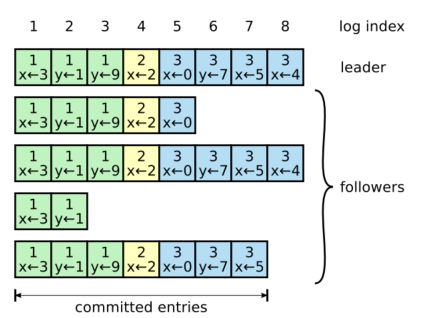 1 2 3 4 5 6 7 8 log index
1 1 1 2 3 3 3 3
x←3 y←1 y←9 x←2 x←0 y←7 x←5 x←4
leader
1 1 1 2 3
x←3 y←1 y←9 x←2 x←0
1 1 1 2 3 3 3 3
x←3 y←1 y←9 x←2 x←0 y←7 x←5 x←4
followers
1 1
x←3 y←1
1 1 1 2 3 3 3
x←3 y←1 y←9 x←2 x←0 y←7 x←5
committed entries